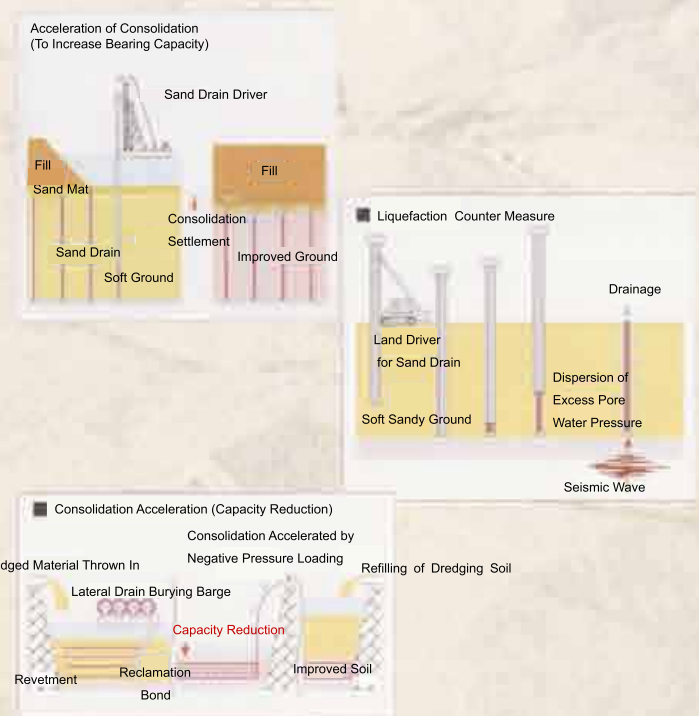 Acceleration of Consolidation
(To Increase Bearing Capacity)
Sand Drain Driver
Fill
Fill
Sand Mat
Consolidation
Settlement
Sand Drain
Improved Ground
Soft Ground
Liquefaction Counter Measure
Drainage
Land Driver
for Sand Drain
Dispersion of
Excess Pore
Water Pressure
Soft Sandy Ground
Seismic Wave
Consolidation Acceleration (Capacity Reduction)
Consolidation Accelerated by
Negative Pressure Loading
dged Material Thrown In
Refilling of Dredging Soil
Lateral Drain Burying Barge
Capacity Reduction
Revetment
Reclamation
Bond
Improved Soil